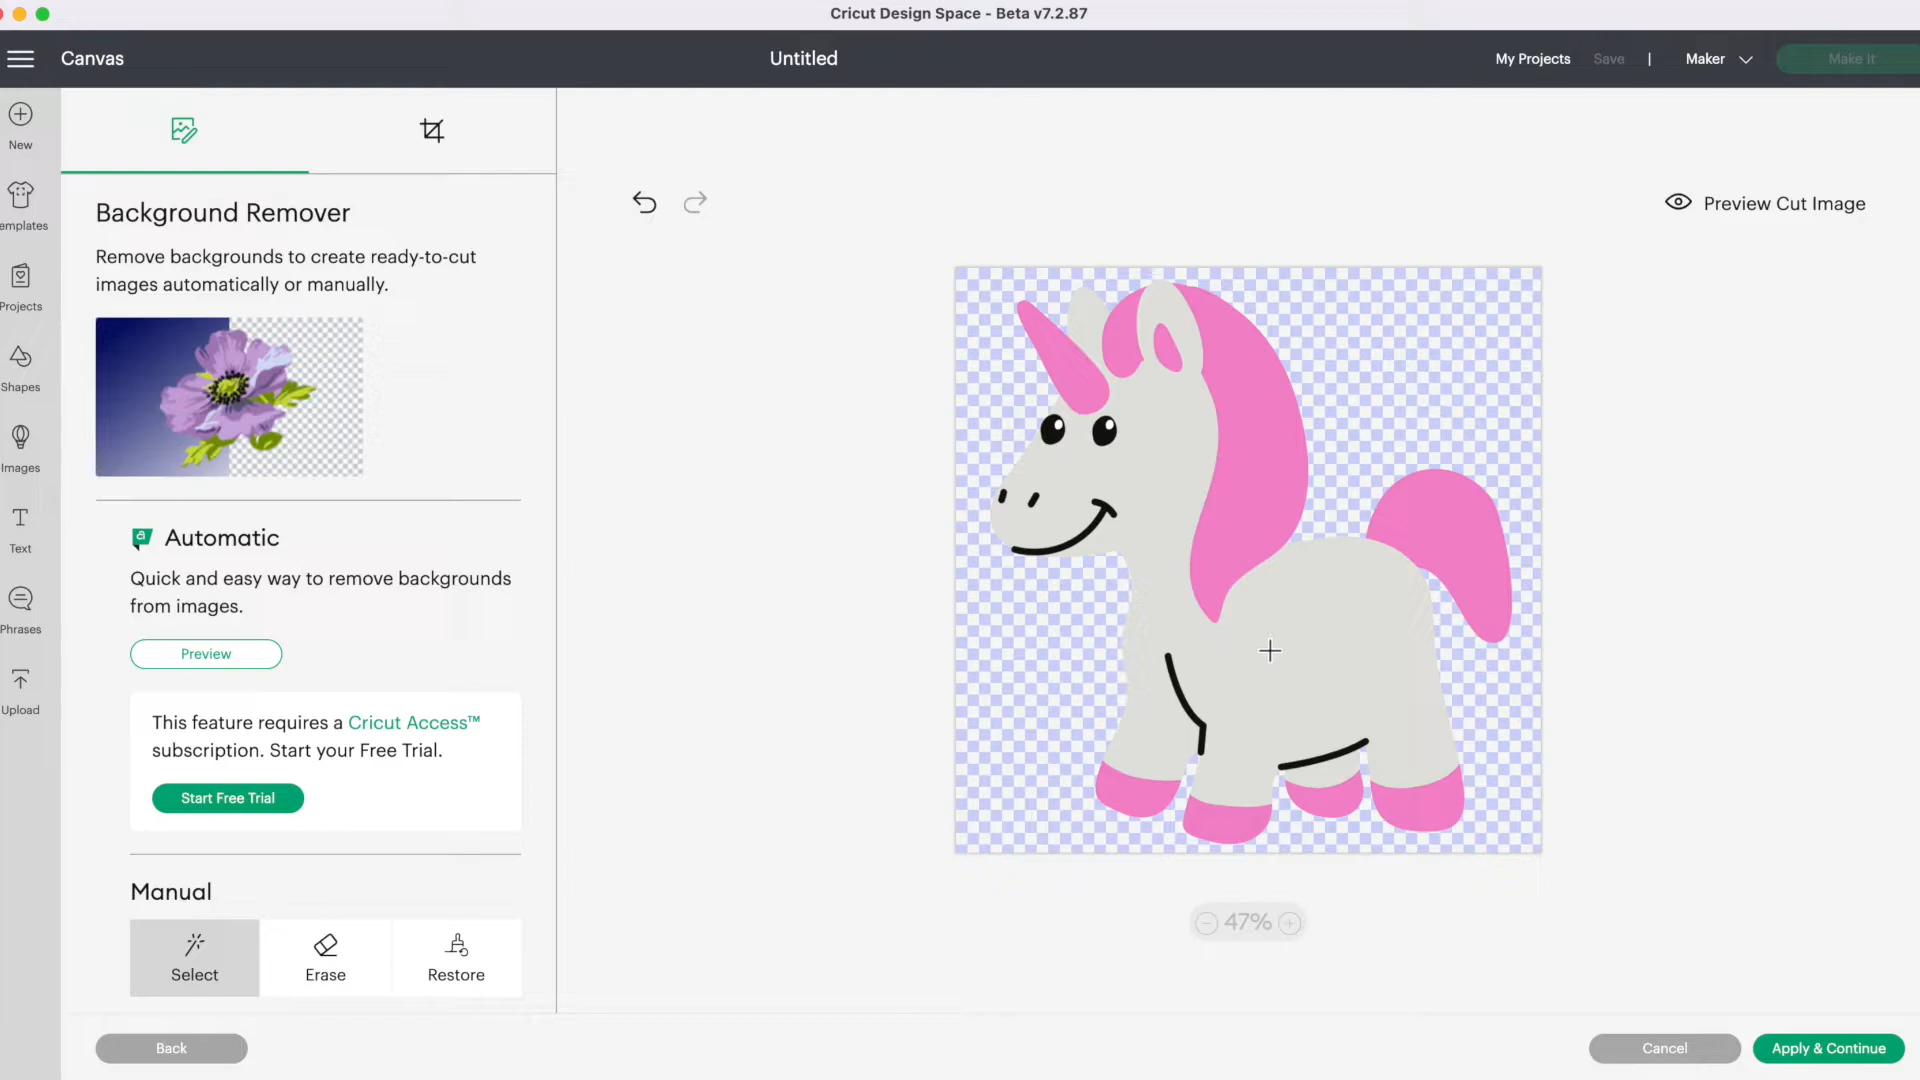 Cricut Design Space - Beta v7.2.87
Canvas
Untitled
My Projects
Save
|
Maker
Make It
New
emplates
Projects
Shapes
Images
Text
Phrases
Upload
Background Remover
Remove backgrounds to create ready-to-cut
images automatically or manually.
a Automatic
Quick and easy way to remove backgrounds
from images.
Preview
This feature requires a Cricut Access™
subscription. Start your Free Trial.
Start Free Trial
Manual
Select
Erase
Restore
Preview Cut Image
47%
Back
Cancel
Apply & Continue